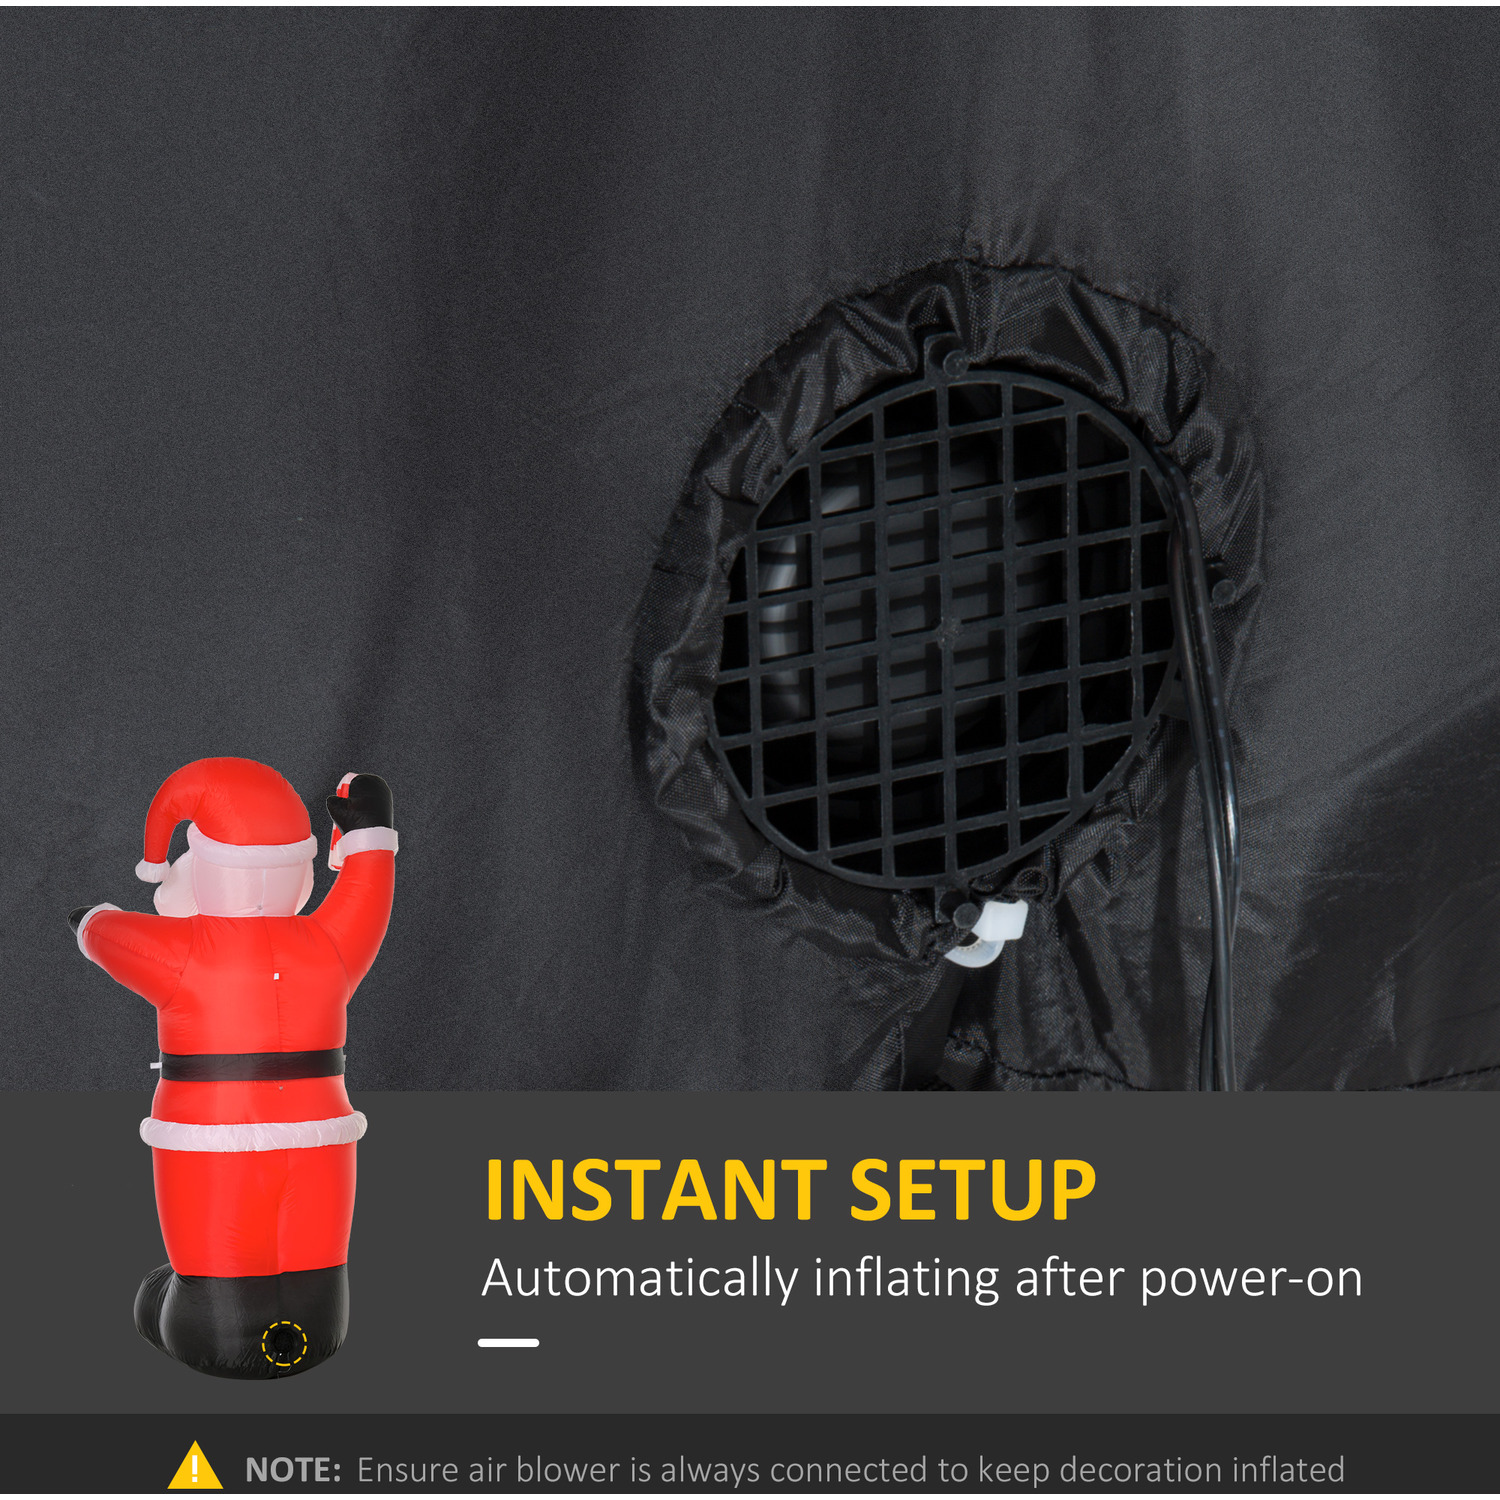 INSTANT SETUP
Automatically inflating after power-on
NOTE: Ensure air blower is always connected to keep decoration inflated